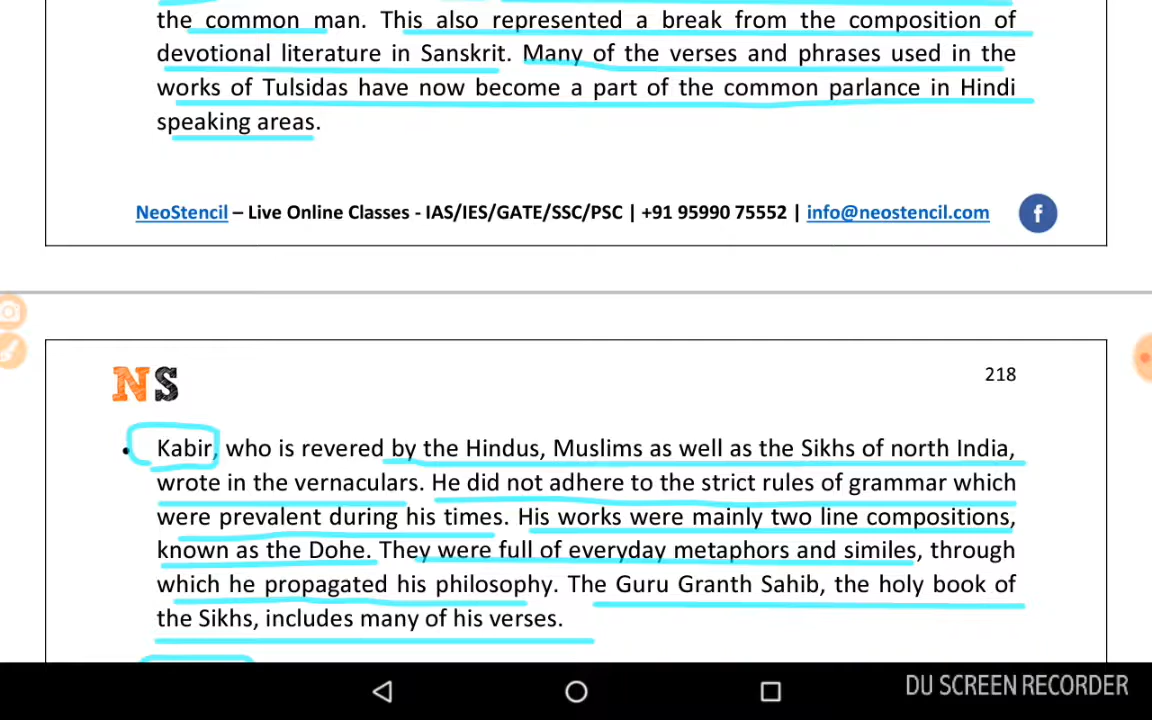 the common man. This also represented a break from the composition of
devotional literature in Sanskrit. Many of the verses and phrases used in the
works of Tulsidas have now become a part of the common parlance in Hindi
speaking areas.
NeoStencil – Live Online Classes - IAS/IES/GATE/SSC/PSC | +91 95990 75552 | info@neostencil.com f
NS
218
• Kabir, who is revered by the Hindus, Muslims as well as the Sikhs of north India,
wrote in the vernaculars. He did not adhere to the strict rules of grammar which
were prevalent during his times. His works were mainly two line compositions,
known as the Dohe. They were full of everyday metaphors and similes, through
which he propagated his philosophy. The Guru Granth Sahib, the holy book of
the Sikhs, includes many of his verses.
DU SCREEN RECORDER